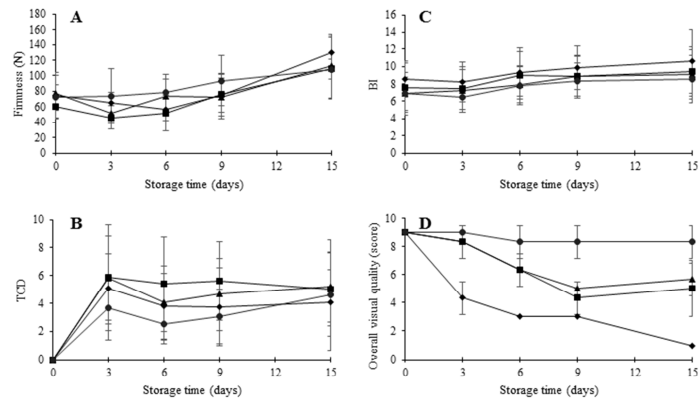 A
Firmness (N)
180
160
140
120
100
80
60
40
20
0
0 3 6 9 12 15
Storage time (days)
C
BI
16
14
12
10
8
6
4
2
0
0 3 6 9 12 15
Storage time (days)
B
TCD
10
8
6
4
2
0
0 3 6 9 12 15
Storage time (days)
D
Overall visual quality (score)
10
8
6
4
2
0
0 3 6 9 12 15
Storage time (days)